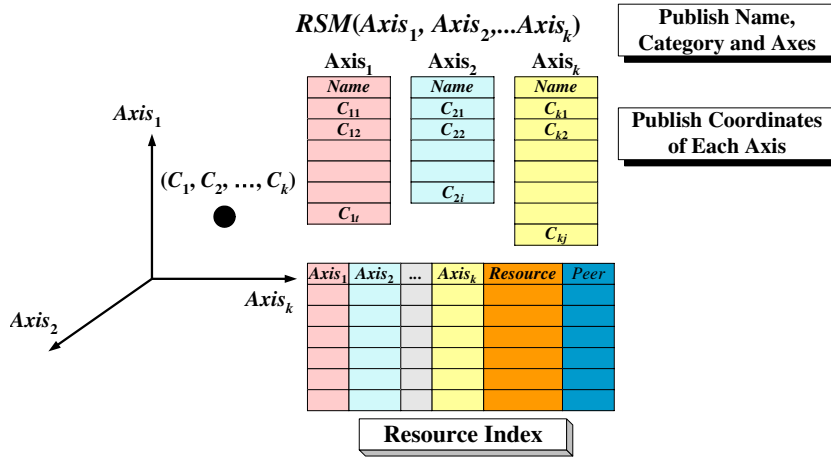 RSM(Axis1, Axis2,...Axisk)
Publish Name,
Category and Axes
Axis1 Axis2 Axisk
Name Name Name
C11 C21 Ck1
C12 C22 Ck2
C2i
C1t
Ckj
Publish Coordinates
of Each Axis
Axis1
(C1, C2, ..., Ck)
Axisk
Axis2
Axis1 Axis2 ... Axisk Resource Peer
Resource Index